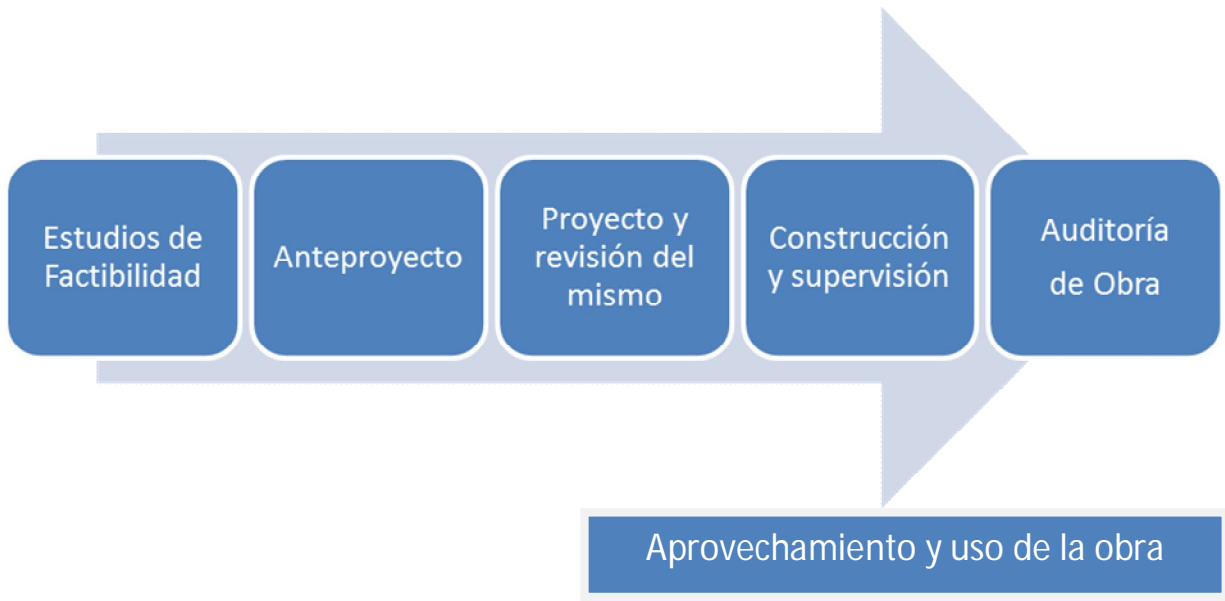 Estudios de
Factibilidad
Anteproyecto
Proyecto y
revisión del
mismo
Construcción
y supervisión
Auditoría
de Obra
Aprovechamiento y uso de la obra